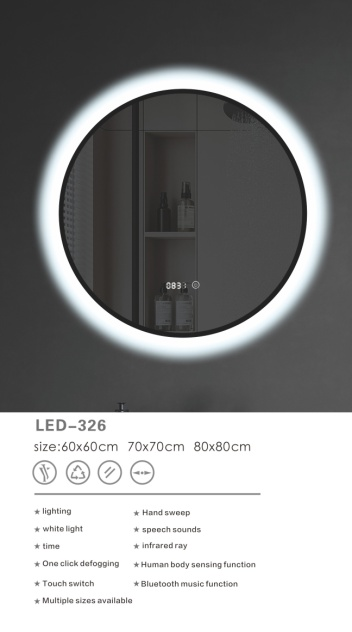 0831
LED-326
size:60x60cm 70x70cm 80x80cm
★ lighting
★ Hand sweep
★ white light
★ speech sounds
★ time
★ infrared ray
★ One click defogging
★ Human body sensing function
★ Touch switch
★ Bluetooth music function
★ Multiple sizes available